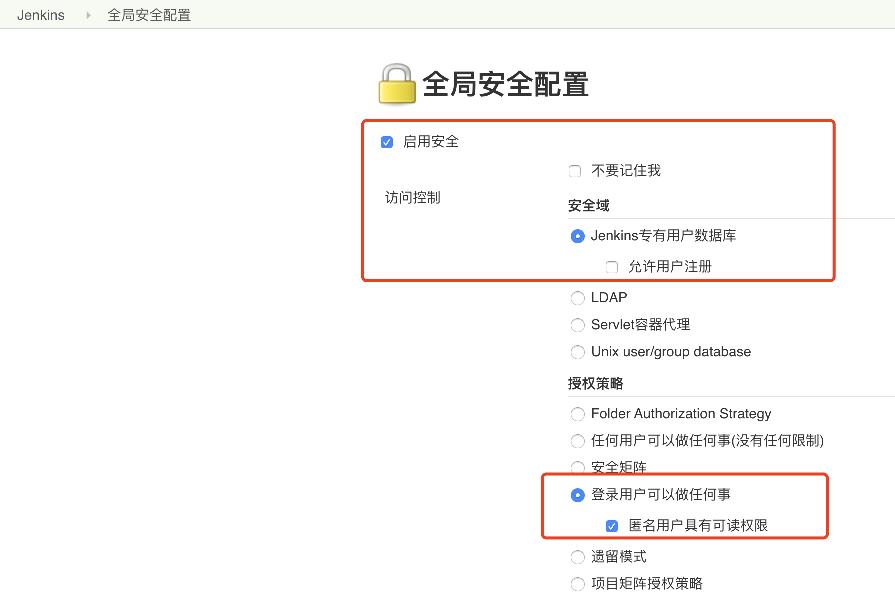 Jenkins 全局安全配置
全局安全配置
启用安全
不要记住我
访问控制
安全域
Jenkins专有用户数据库
允许用户注册
LDAP
Servlet容器代理
Unix user/group database
授权策略
Folder Authorization Strategy
任何用户可以做任何事(没有任何限制)
安全矩阵
登录用户可以做任何事
匿名用户具有可读权限
遗留模式
项目矩阵授权策略